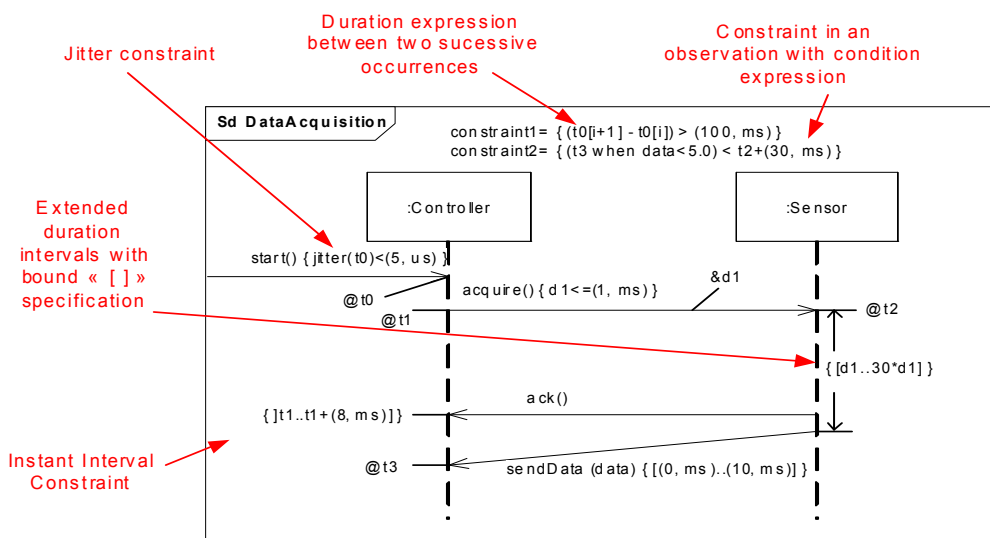 Duration expression
between two sucessive
occurrences
Constraint in an
observation with condition
expression
Jitter constraint
Sd DataAcquisition
constraint1= { (t0[i+1] - t0[i]) > (100, ms) }
constraint2= { (t3 when data<5.0) < t2+(30, ms) }
Extended
duration
intervals with
bound « [ ] »
specification
:Controller
:Sensor
start() { jitter(t0)<(5, us) }
@t0
acquire() { d1<=(1, ms) }
&d1
@t1
@t2
{ [d1..30*d1] }
ack()
{ ]t1..t1+(8, ms)] }
Instant Interval
Constraint
@t3
sendData (data) { [(0, ms)..(10, ms)] }